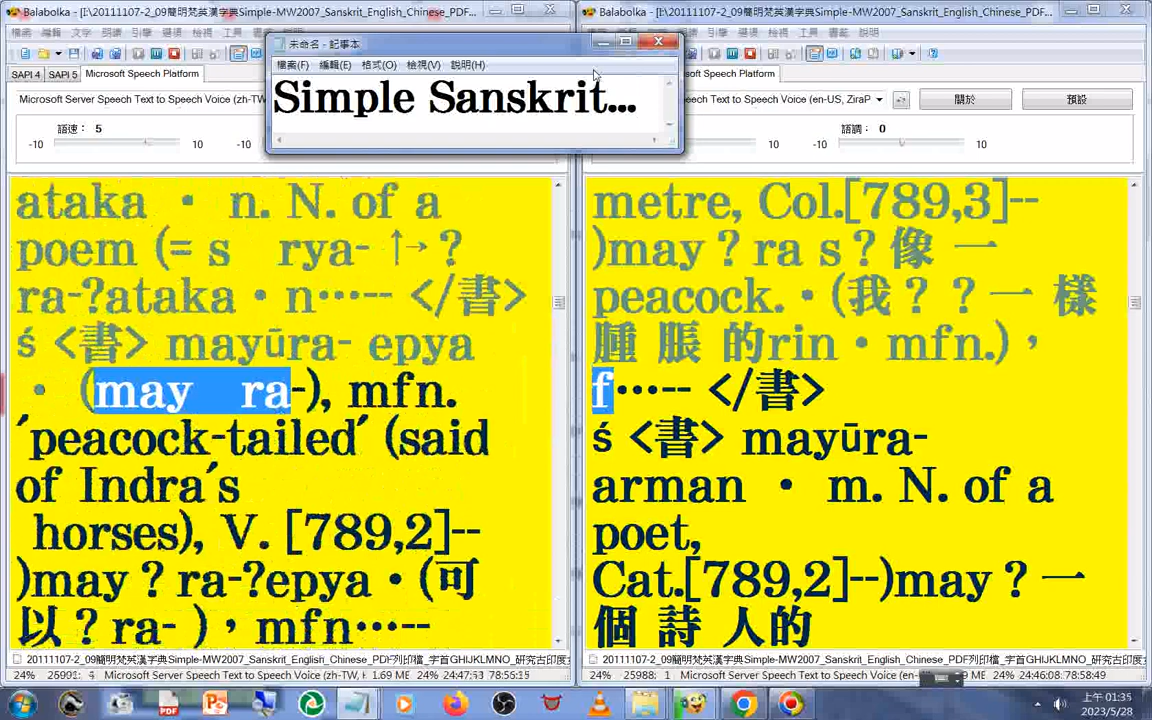 Balabolka - [I:\20111107-2_09簡明梵英漢字典Simple-MW2007_Sanskrit_English_Chinese_PDF...
Balabolka - [I:\20111107-2_09簡明梵英漢字典Simple-MW2007_Sanskrit_English_Chinese_PDF...
未命名 - 記事本
檔案(F) 編輯(E) 格式(O) 檢視(V) 說明(H)
Simple Sanskrit...
SAPI 4 SAPI 5 Microsoft Speech Platform
Speech Platform
Microsoft Server Speech Text to Speech Voice (zh-TW
eech Text to Speech Voice (en-US, ZiraP
關於
預設
語速： 5
-10 10 -10
語調： 0
10 -10 10
ataka • n. N. of a
poem (= s rya- ↑→ ?
ra-?ataka • n…-- </書>
ś <書> mayūra- epya
• (may ra-), mfn.
'peacock-tailed' (said
of Indra's
horses), V. [789,2]--
)may ? ra-?epya • (可
以 ? ra- )，mfn…--
metre, Col.[789,3]--
)may ? ra s ? 像 一
peacock. • (我 ? ? 一 樣
腫 脹 的rin • mfn.)，
f…-- </書>
ś <書> mayūra-
arman • m. N. of a
poet,
Cat.[789,2]--)may ? 一
個 詩 人的
20111107-2_09簡明梵英漢字典Simple-MW2007_Sanskrit_English_Chinese_PDF列印檔_字首GHIJKLMNO_研究古印度
20111107-2_09簡明梵英漢字典Simple-MW2007_Sanskrit_English_Chinese_PDF列印檔_字首GHIJKLMNO_研究古印度
24% Microsoft Server Speech Text to Speech Voice (zh-TW, 1.69 ME 24% 24:47:53 78:55:15
24% Microsoft Server Speech Text to Speech Voice 24% 24:46:08 78:58:49
上午 01:35
2023/5/28